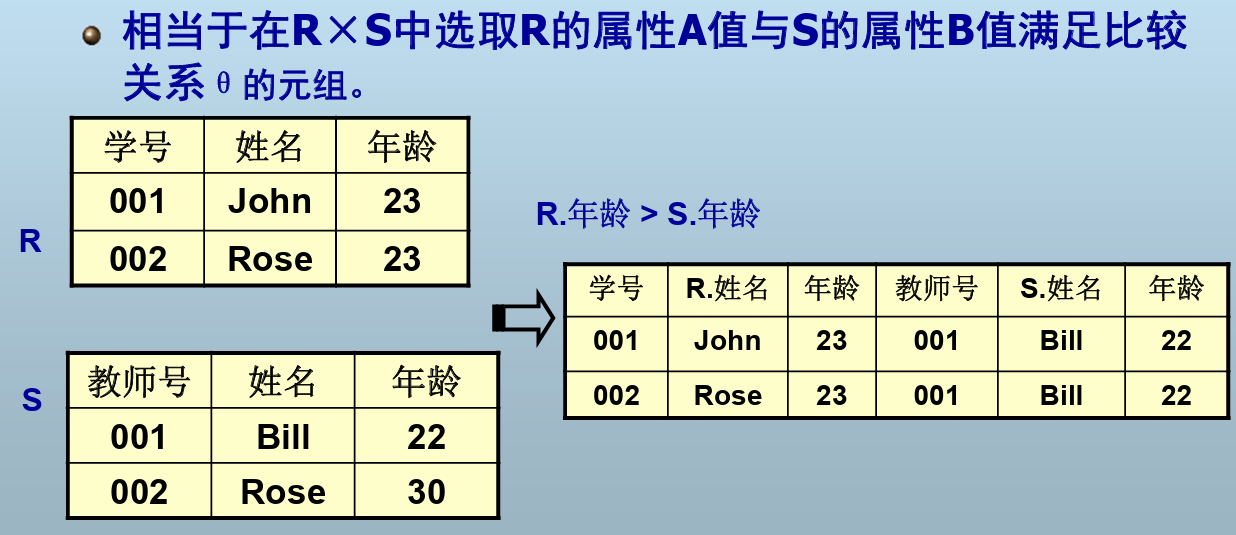 相当于在R×S中选取R的属性A值与S的属性B值满足比较
关系θ的元组。
R
学号 姓名 年龄
001 John 23
002 Rose 23
S
教师号 姓名 年龄
001 Bill 22
002 Rose 30
R.年龄 > S.年龄
学号 R.姓名 年龄 教师号 S.姓名 年龄
001 John 23 001 Bill 22
002 Rose 23 001 Bill 22